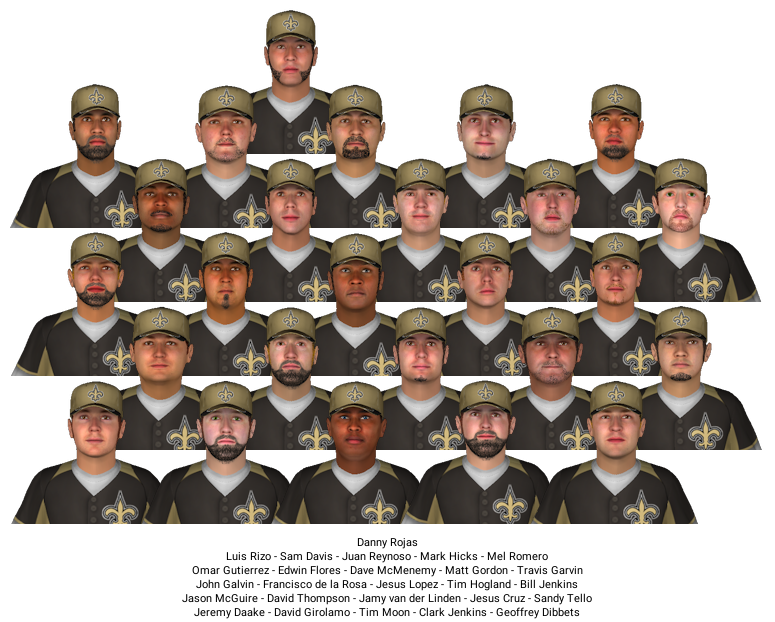 Danny Rojas
Luis Rizo - Sam Davis - Juan Reynoso - Mark Hicks - Mel Romero
Omar Gutierrez - Edwin Flores - Dave McMenemy - Matt Gordon - Travis Garvin
John Galvin - Francisco de la Rosa - Jesus Lopez - Tim Hogland - Bill Jenkins
Jason McGuire - David Thompson - Jamy van der Linden - Jesus Cruz - Sandy Tello
Jeremy Daake - David Girolamo - Tim Moon - Clark Jenkins - Geoffrey Dibbets